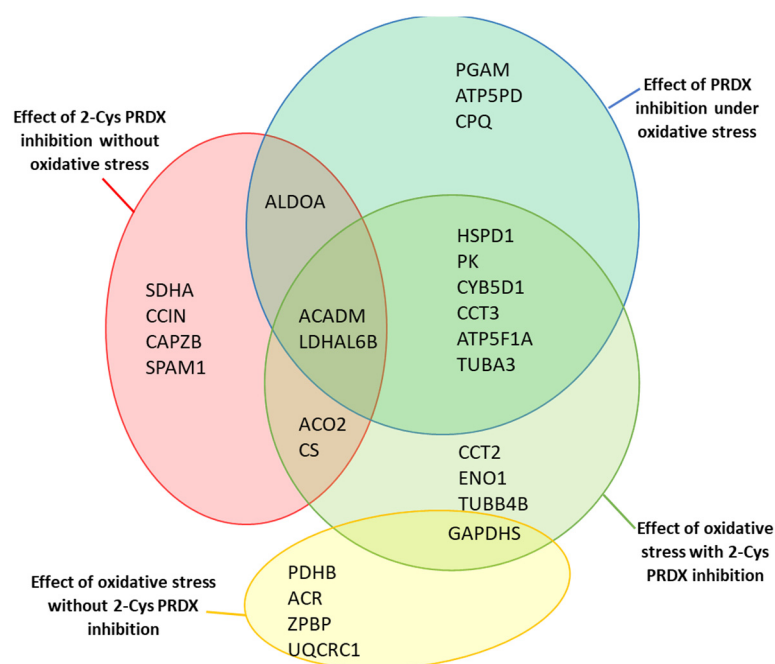 PGAM
ATP5PD
CPQ
Effect of PRDX
inhibition under
oxidative stress
Effect of 2-Cys PRDX
inhibition without
oxidative stress
ALDOA
HSPD1
PK
CYB5D1
CCT3
ATP5F1A
TUBA3
SDHA
CCIN
CAPZB
SPAM1
ACADM
LDHAL6B
ACO2
CS
CCT2
ENO1
TUBB4B
GAPDHS
Effect of oxidative
stress with 2-Cys
PRDX inhibition
Effect of oxidative stress
without 2-Cys PRDX
inhibition
PDHB
ACR
ZPBP
UQCRC1